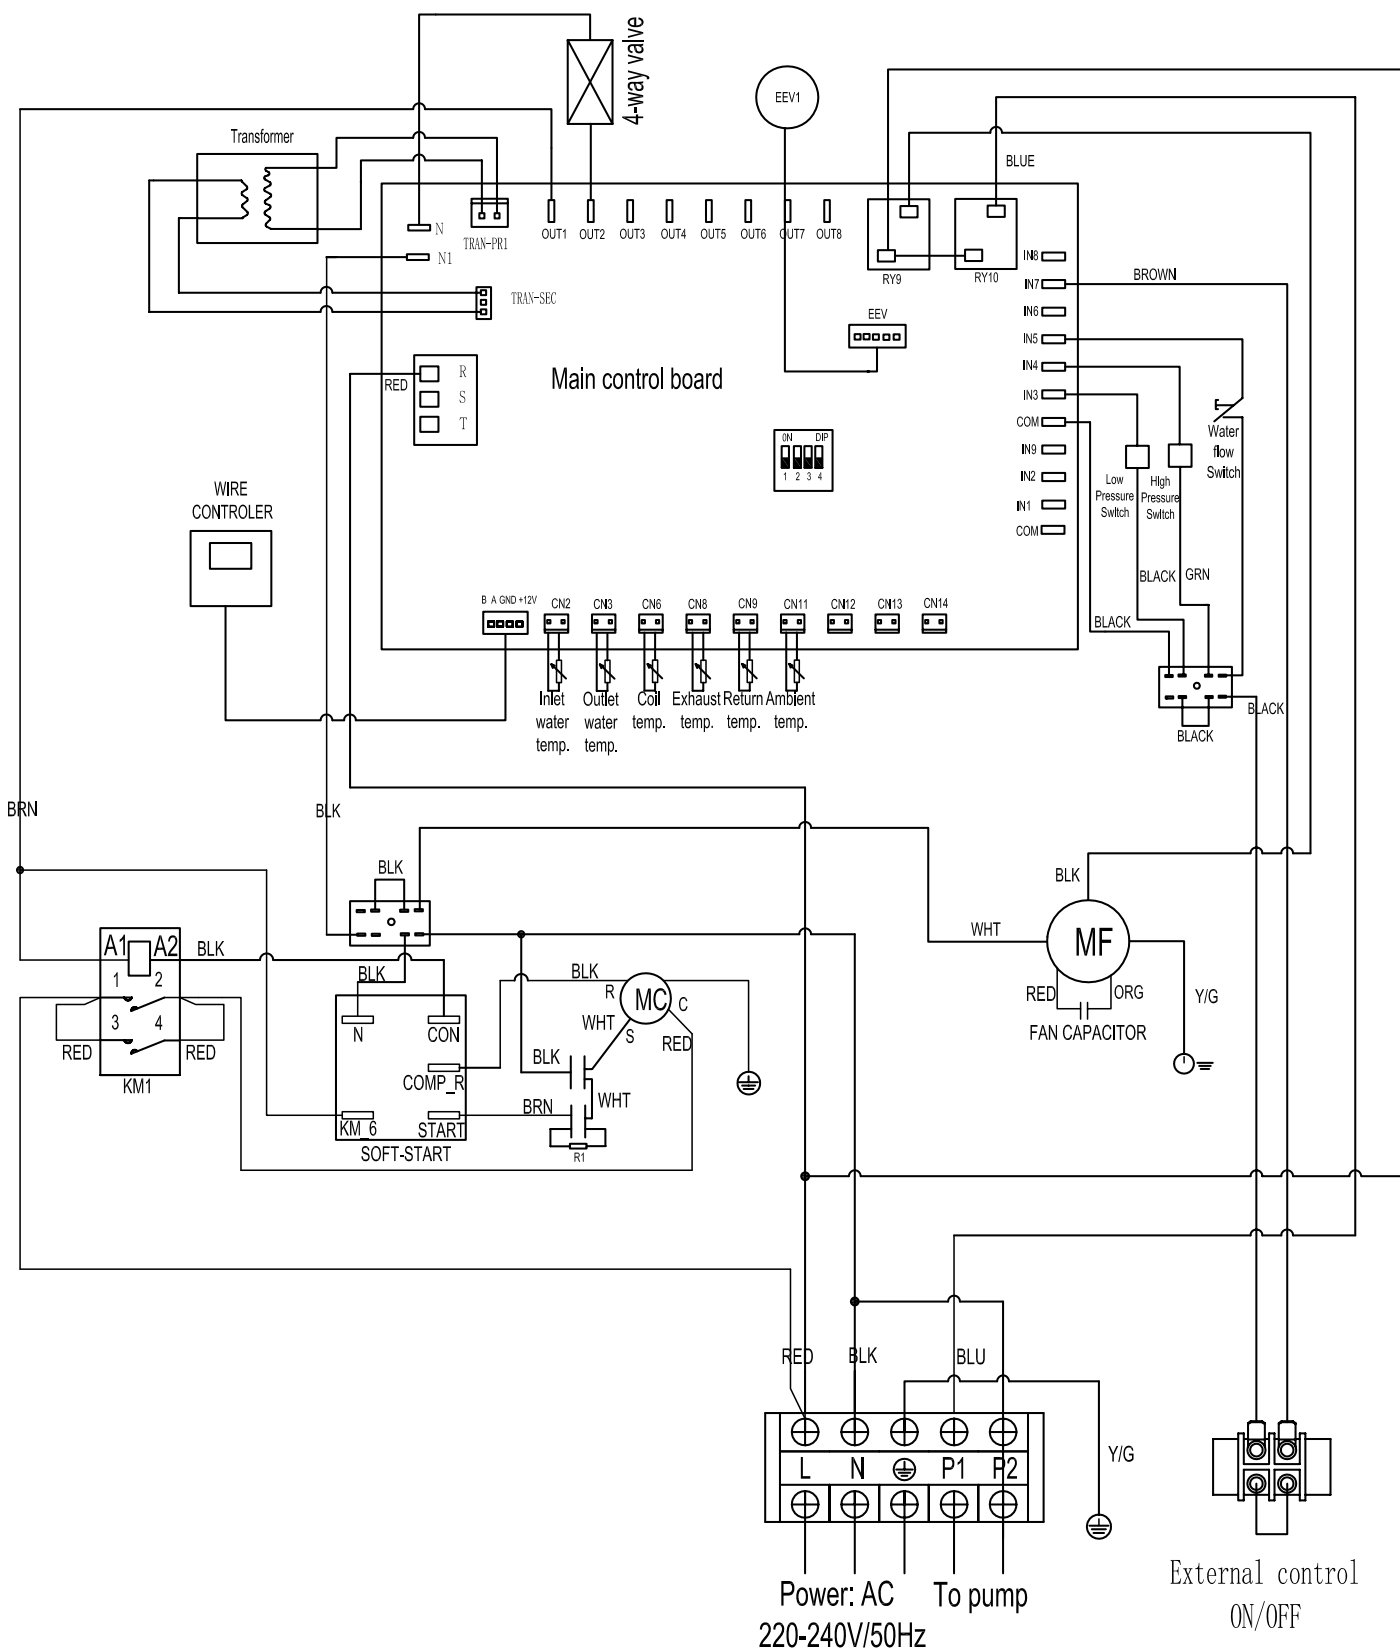 4-way valve
EEV1
Transformer
BLUE
N
TRAN-PR1
OUT1 OUT2 OUT3 OUT4 OUT5 OUT6 OUT7 OUT8
N1
RY9
RY10
IN8
BROWN
IN7
TRAN-SEC
IN6
EEV
IN5
IN4
Main control board
RED
R
S
T
IN3
COM
ON DIP
1 2 3 4
IN9
IN2
IN1
COM
Water
flow
Switch
Low
Pressure
Switch
High
Pressure
Switch
WIRE
CONTROLER
BLACK
GRN
B A GND +12V
CN2 CN3 CN6 CN8 CN9 CN11 CN12 CN13 CN14
BLACK
Inlet
water
temp.
Outlet
water
temp.
Coil
temp.
Exhaust
temp.
Return
temp.
Ambient
temp.
BLACK
BLACK
BRN
BLK
BLK
BLK
WHT
MF
A1 A2
BLK
1 2
3 4
RED
RED
KM1
BLK
N
CON
COMP_R
KM_6
START
SOFT-START
BLK
R
MC
C
WHT
S
RED
BLK
WHT
BRN
R1
RED
ORG
FAN CAPACITOR
Y/G
RED
BLK
BLU
Y/G
L N P1 P2
Power: AC
220-240V/50Hz
To pump
External control
ON/OFF